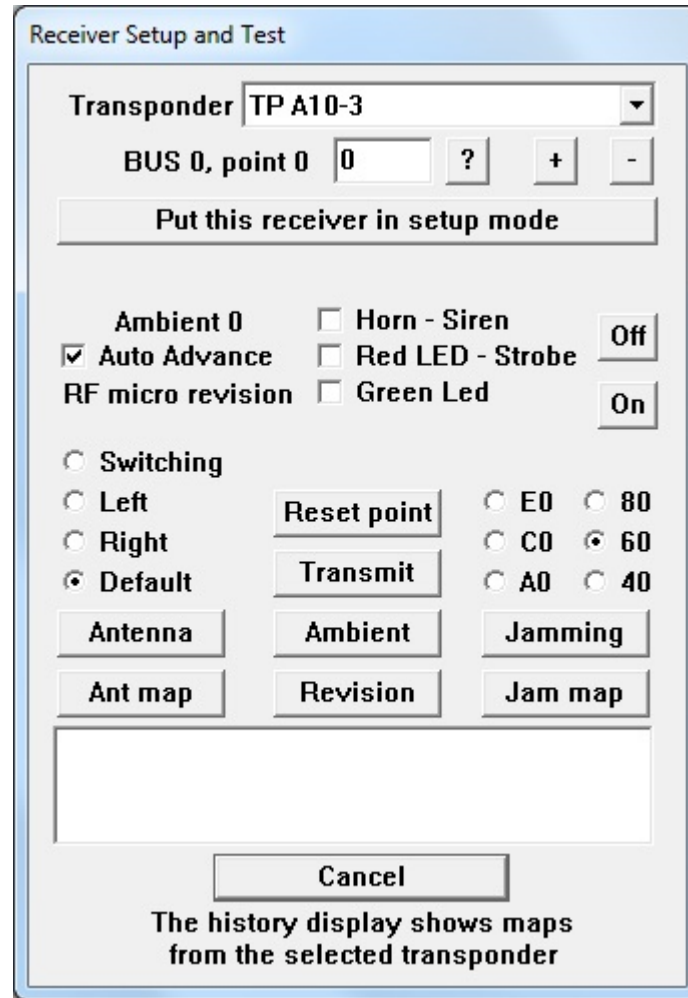 Receiver Setup and Test
Transponder TP A10-3
BUS 0, point 0 0 ? + -
Put this receiver in setup mode
Ambient 0 Horn - Siren Off
Auto Advance Red LED - Strobe
RF micro revision Green Led On
Switching
Left Reset point E0 80
Right C0 60
Default Transmit A0 40
Antenna Ambient Jamming
Ant map Revision Jam map
Cancel
The history display shows maps
from the selected transponder